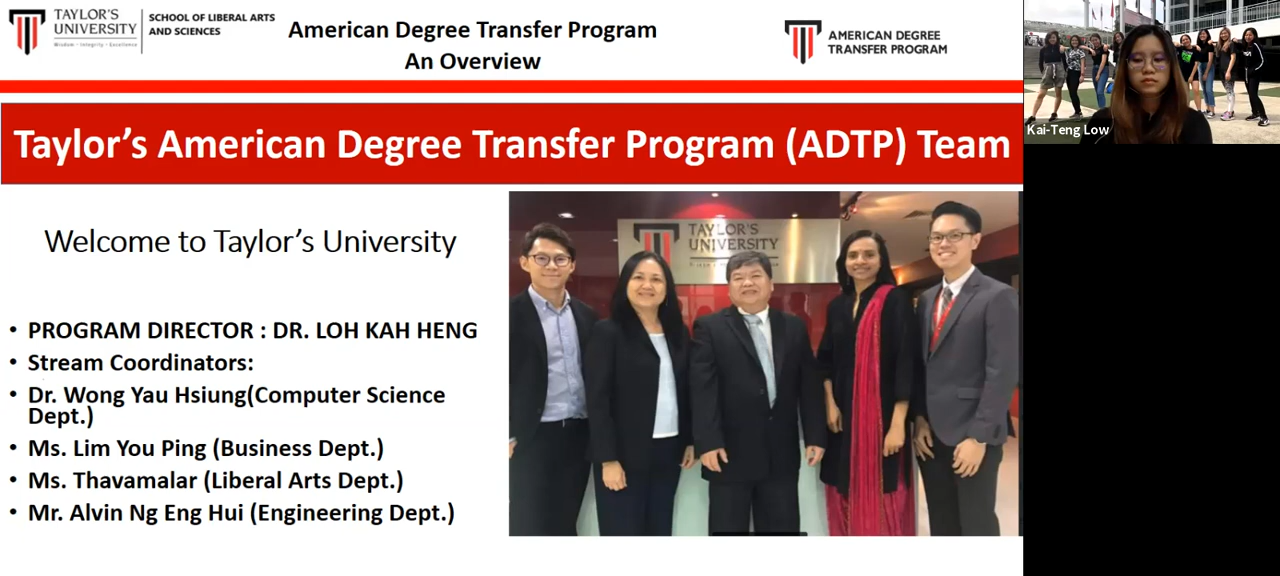 TAYLOR'S
UNIVERSITY
Wisdom · Integrity · Excellence
SCHOOL OF LIBERAL ARTS
AND SCIENCES
American Degree Transfer Program
An Overview
AMERICAN DEGREE
TRANSFER PROGRAM
Taylor's American Degree Transfer Program (ADTP) Team
Welcome to Taylor's University
• PROGRAM DIRECTOR : DR. LOH KAH HENG
• Stream Coordinators:
• Dr. Wong Yau Hsiung(Computer Science
Dept.)
• Ms. Lim You Ping (Business Dept.)
• Ms. Thavamalar (Liberal Arts Dept.)
• Mr. Alvin Ng Eng Hui (Engineering Dept.)
TAYLOR'S
UNIVERSITY
Kai-Teng Low